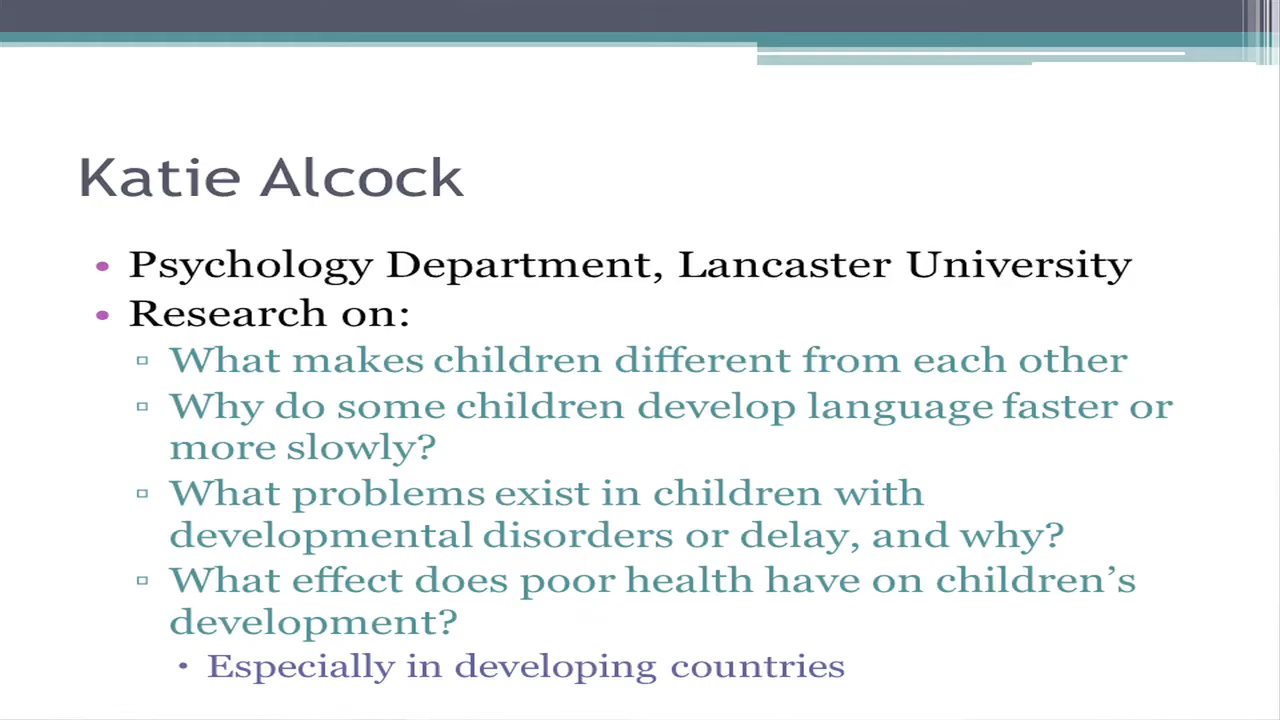 Katie Alcock
• Psychology Department, Lancaster University
• Research on:
▫ What makes children different from each other
▫ Why do some children develop language faster or
more slowly?
▫ What problems exist in children with
developmental disorders or delay, and why?
▫ What effect does poor health have on children’s
development?
• Especially in developing countries